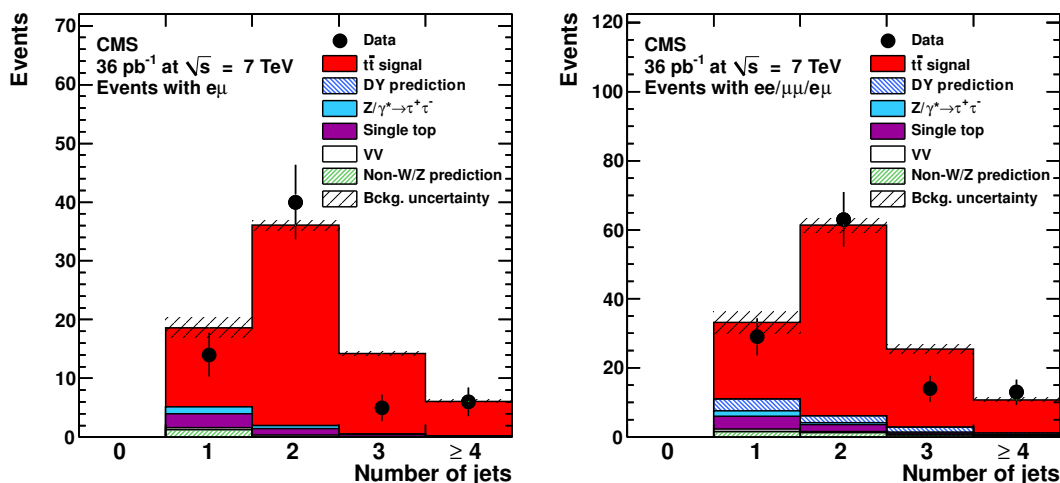 Events
70
60
50
40
30
20
10
0
CMS
36 pb⁻¹ at √s = 7 TeV
Events with eμ
Data
tt̄ signal
DY prediction
Z/γ*→τ⁺τ⁻
Single top
VV
Non-W/Z prediction
Bckg. uncertainty
0 1 2 3 ≥ 4
Number of jets
Events
120
100
80
60
40
20
0
CMS
36 pb⁻¹ at √s = 7 TeV
Events with ee/μμ/eμ
Data
tt̄ signal
DY prediction
Z/γ*→τ⁺τ⁻
Single top
VV
Non-W/Z prediction
Bckg. uncertainty
0 1 2 3 ≥ 4
Number of jets